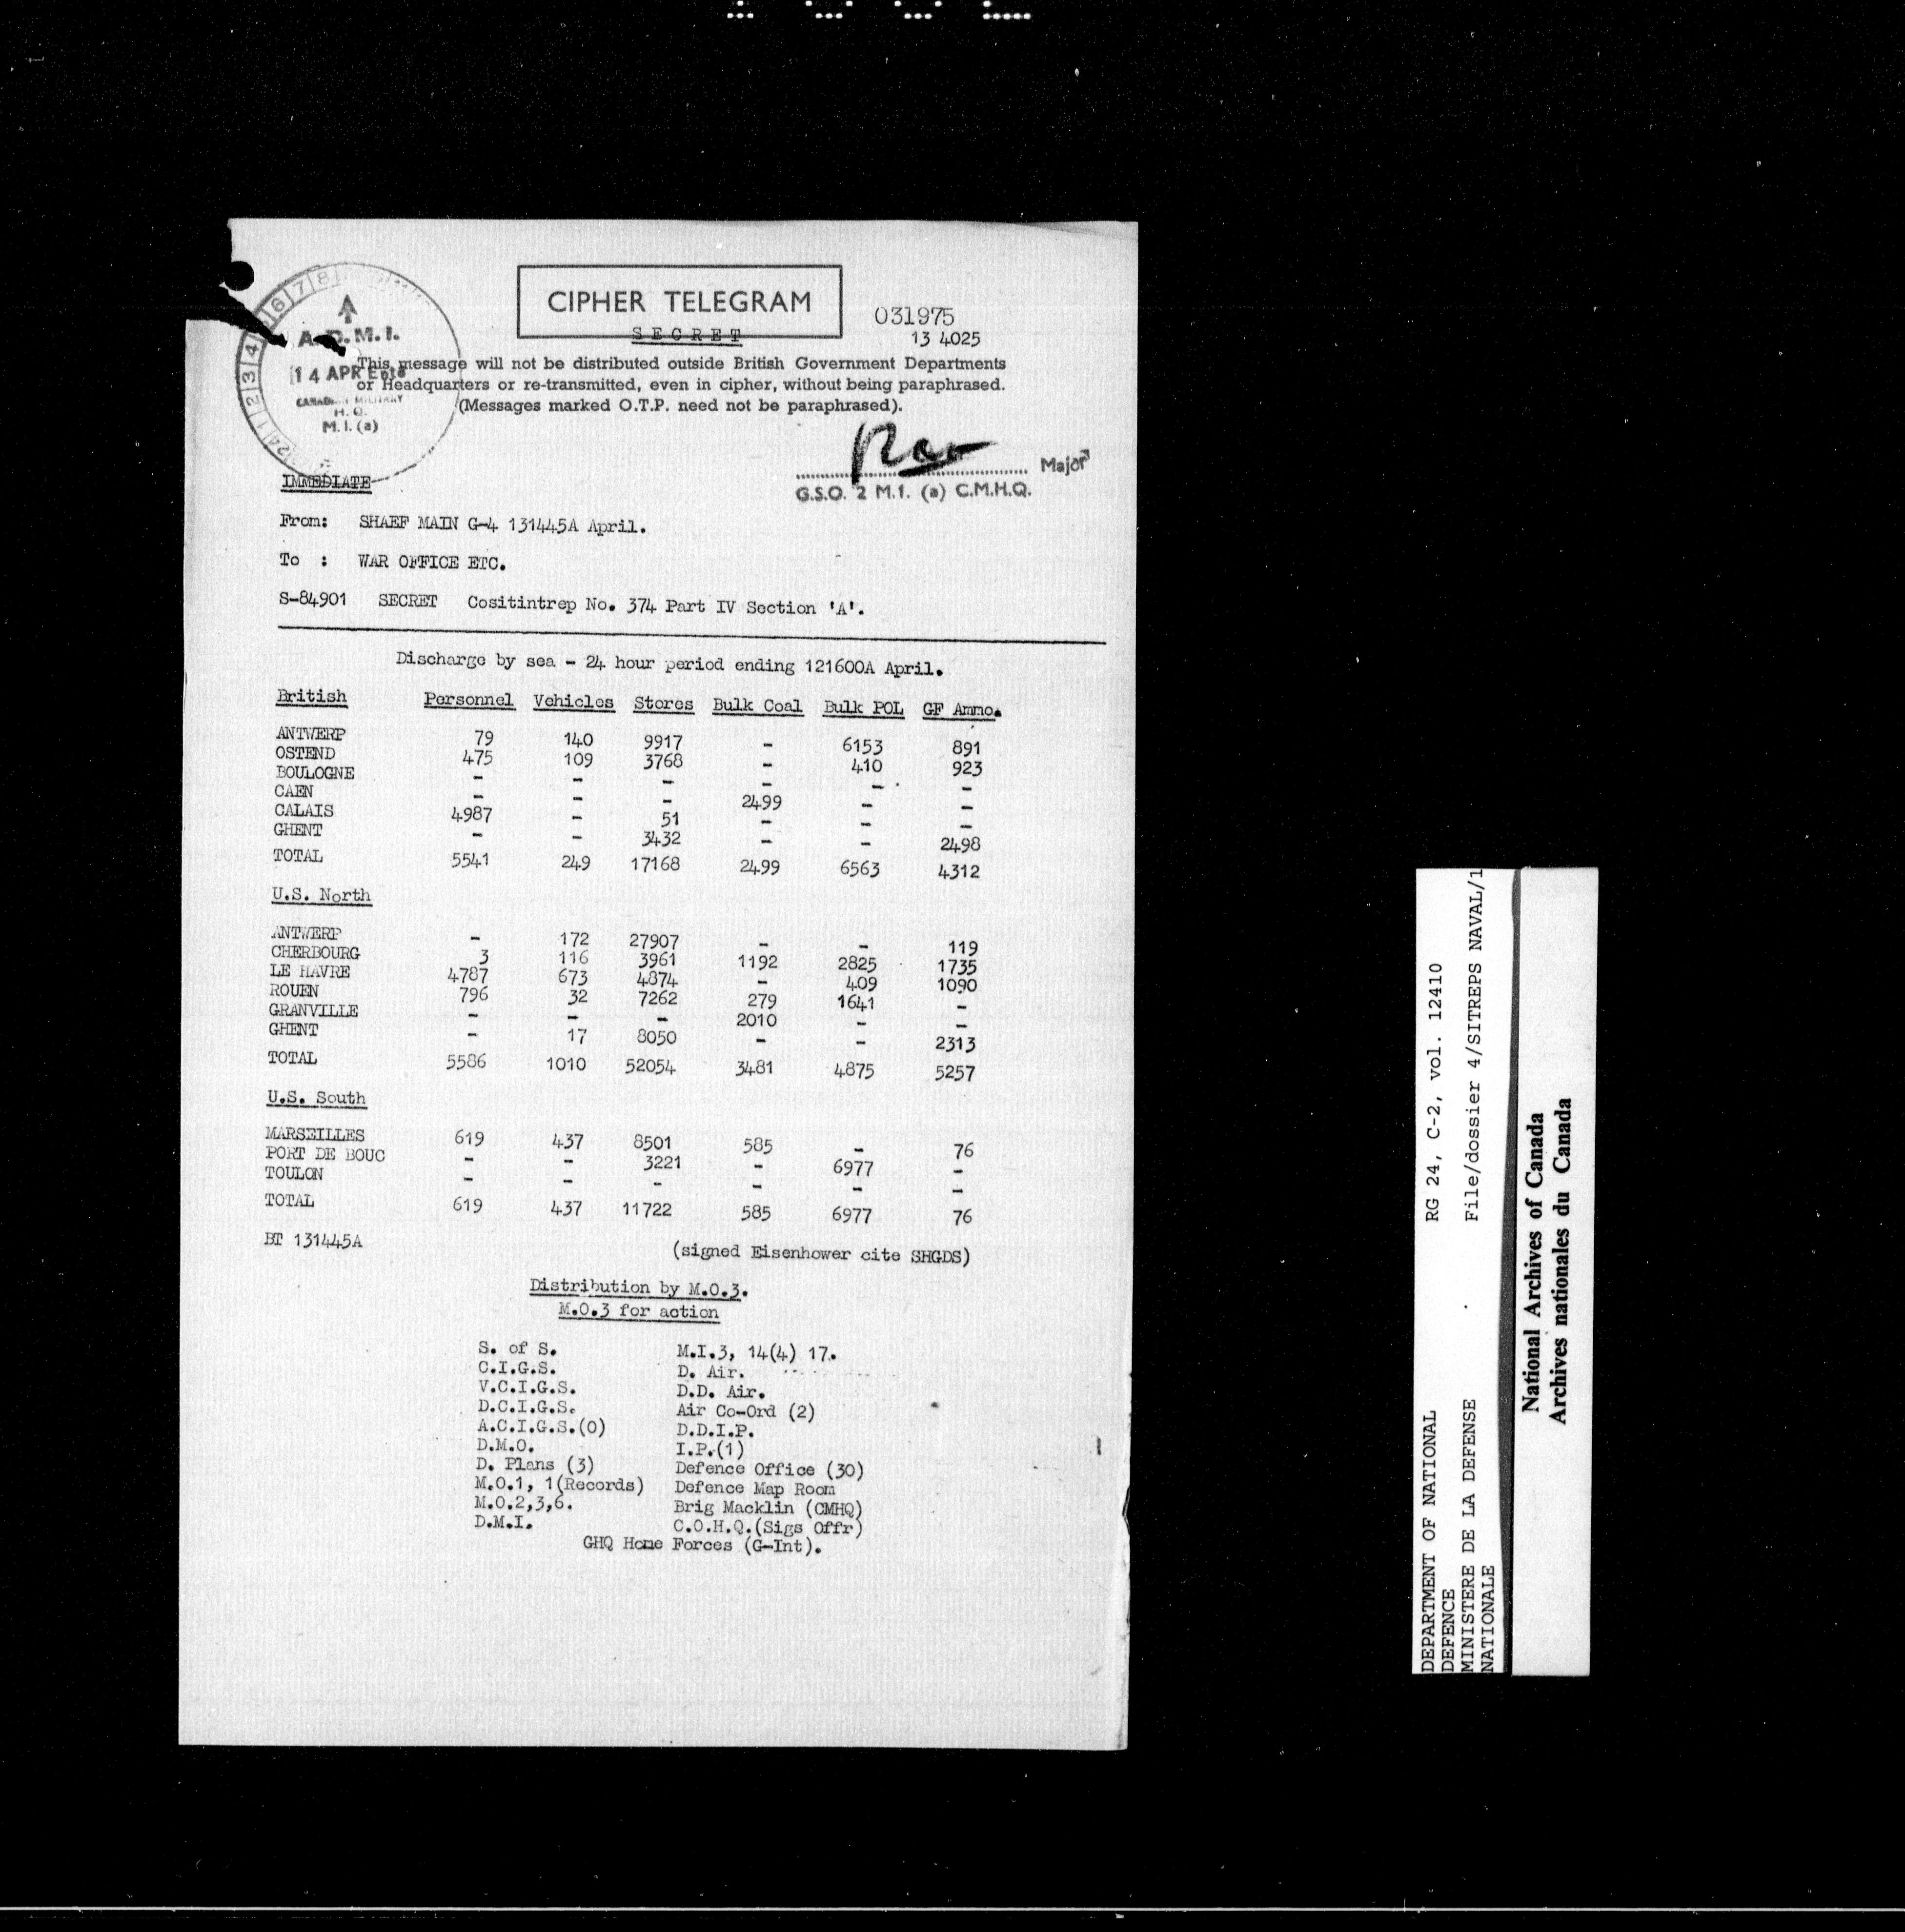 CIPHER TELEGRAM
SECRET
031975
13 4025
This message will not be distributed outside British Government Departments
or Headquarters or re-transmitted, even in cipher, without being paraphrased.
(Messages marked O.T.P. need not be paraphrased).
2 3 4 6 7 8
A.D.M.I.
14 APR
CANADIAN MILITARY
H.Q.
M.I.(a)
Major
G.S.O. 2 M.1. (a) C.M.H.Q.
IMMEDIATE
From: SHAEF MAIN G-4 131445A April.
To : WAR OFFICE ETC.
S-84901 SECRET Cositintrep No. 374 Part IV Section 'A'.
Discharge by sea - 24 hour period ending 121600A April.
British Personnel Vehicles Stores Bulk Coal Bulk POL GF Ammo.
ANTWERP 79 140 9917 - 6153 891
OSTEND 475 109 3768 - 410 923
BOULOGNE - - - - - -
CAEN - - - 2499 - -
CALAIS 4987 - 51 - - -
GHENT - - 3432 - - 2498
TOTAL 5541 249 17168 2499 6563 4312
U.S. North
ANTWERP - 172 27907 - - 119
CHERBOURG 3 116 3961 1192 2825 1735
LE HAVRE 4787 673 4874 - 409 1090
ROUEN 796 32 7262 279 1641 -
GRANVILLE - - - 2010 - -
GHENT - 17 8050 - - 2313
TOTAL 5586 1010 52054 3481 4875 5257
U.S. South
MARSEILLES 619 437 8501 585 - 76
PORT DE BOUC - - 3221 - 6977 -
TOULON - - - - - -
TOTAL 619 437 11722 585 6977 76
BT 131445A
(signed Eisenhower cite SHGDS)
Distribution by M.O.3.
M.O.3 for action
S. of S. M.I.3, 14(4) 17.
C.I.G.S. D. Air.
V.C.I.G.S. D.D. Air.
D.C.I.G.S. Air Co-Ord (2)
A.C.I.G.S.(O) D.D.I.P.
D.M.O. I.P.(1)
D. Plans (3) Defence Office (30)
M.O.1, 1(Records) Defence Map Room
M.O.2,3,6. Brig Macklin (CMHQ)
D.M.I. C.O.H.Q.(Sigs Offr)
GHQ Home Forces (G-Int).
DEPARTMENT OF NATIONAL RG 24, C-2, vol. 12410
DEFENCE
MINISTERE DE LA DEFENSE File/dossier 4/SITREPS NAVAL/1
NATIONALE
National Archives of Canada
Archives nationales du Canada